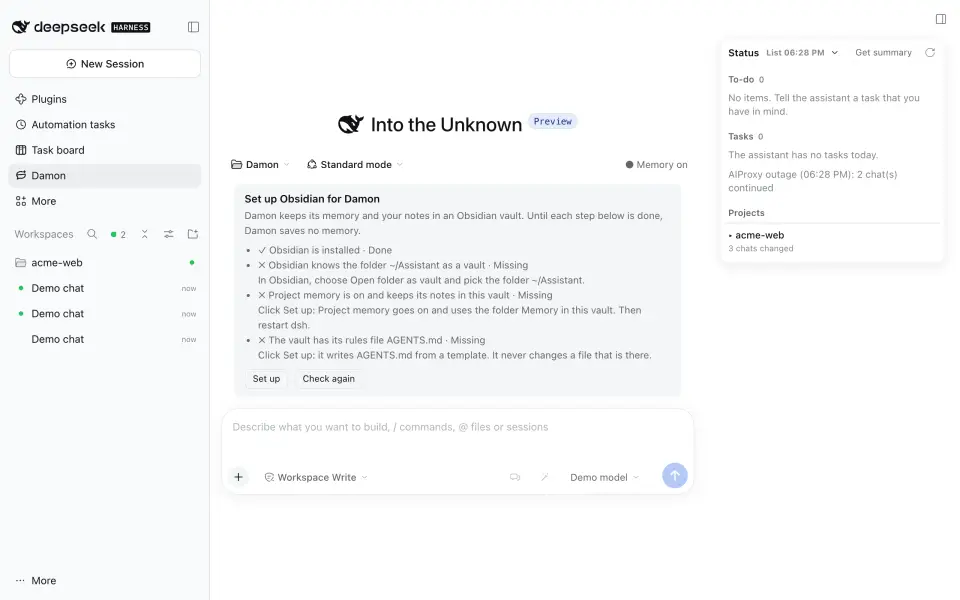 deepseek HARNESS
New Session
Plugins
Automation tasks
Task board
Damon
More
Workspaces
2
acme-web
Demo chat now
Demo chat now
Demo chat now
More
Into the Unknown Preview
Damon Standard mode Memory on
Set up Obsidian for Damon
Damon keeps its memory and your notes in an Obsidian vault. Until each step below is done,
Damon saves no memory.
• ✓ Obsidian is installed · Done
• ✕ Obsidian knows the folder ~/Assistant as a vault · Missing
In Obsidian, choose Open folder as vault and pick the folder ~/Assistant.
• ✕ Project memory is on and keeps its notes in this vault · Missing
Click Set up: Project memory goes on and uses the folder Memory in this vault. Then
restart dsh.
• ✕ The vault has its rules file AGENTS.md · Missing
Click Set up: it writes AGENTS.md from a template. It never changes a file that is there.
Set up Check again
Describe what you want to build, / commands, @ files or sessions
Workspace Write Demo model
Status List 06:28 PM Get summary
To-do 0
No items. Tell the assistant a task that you
have in mind.
Tasks 0
The assistant has no tasks today.
AIProxy outage (06:28 PM): 2 chat(s)
continued
Projects
• acme-web
3 chats changed